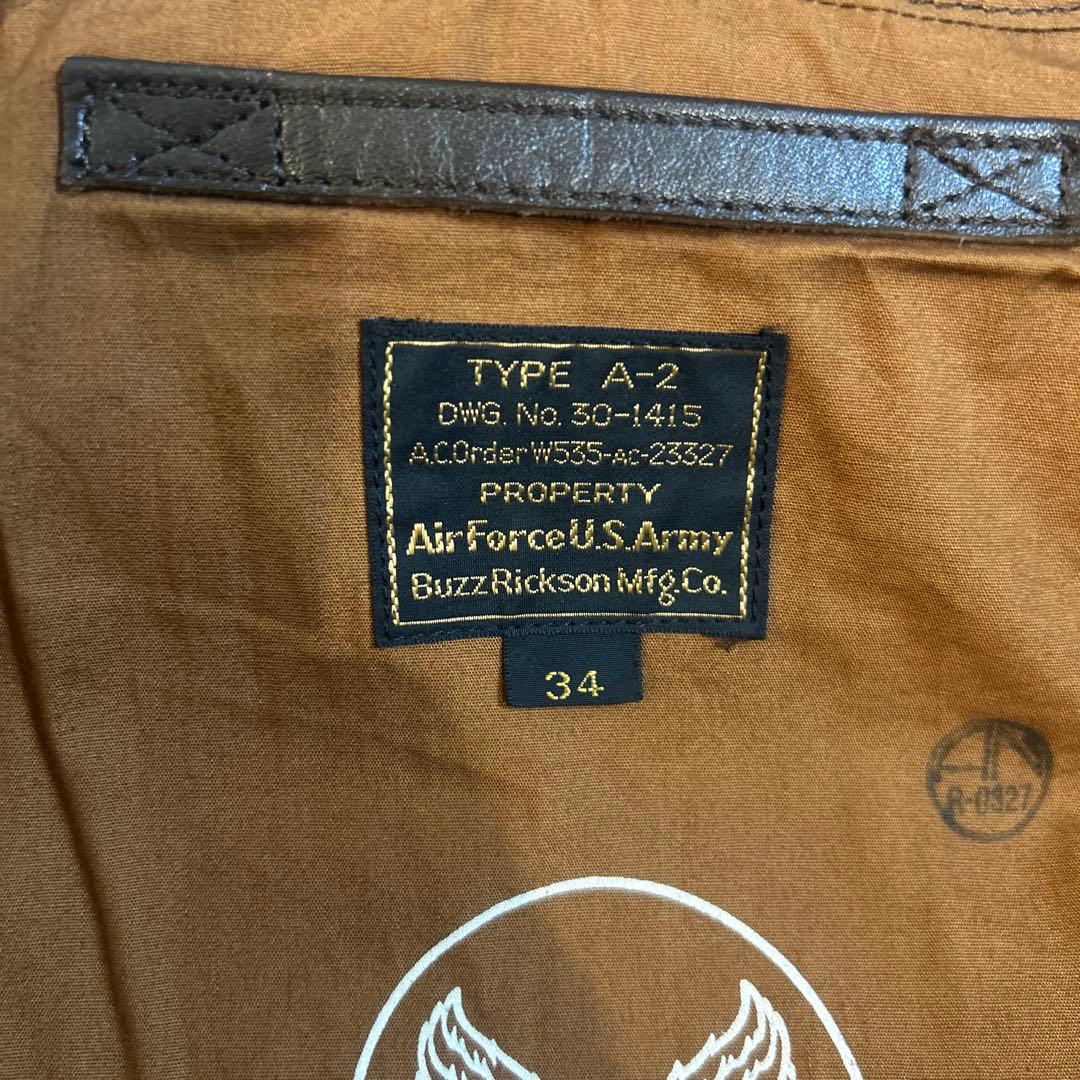 TYPE A-2
DWG. No. 30-1415
A.C.Order W535-AC-23327
PROPERTY
Air Force U.S. Army
Buzz Rickson Mfg. Co.
34
AN
R-0327